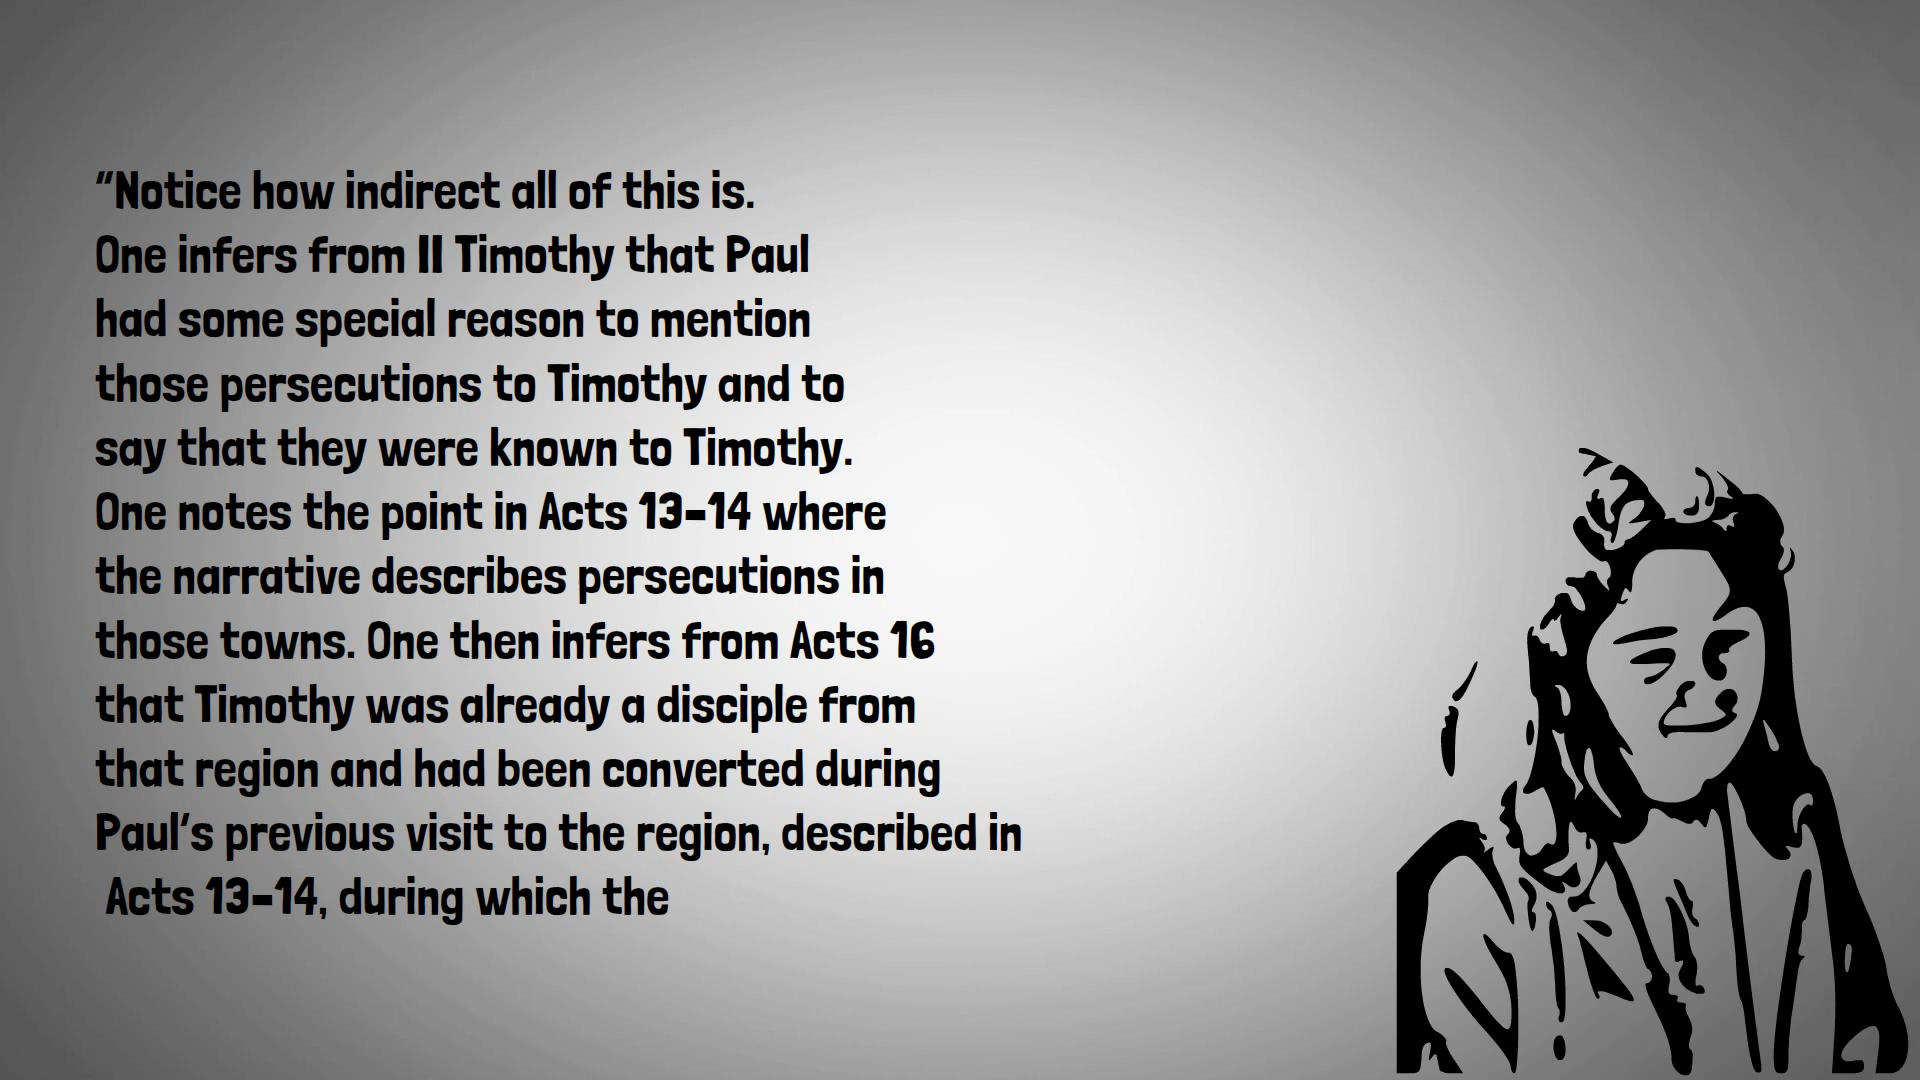 “Notice how indirect all of this is.
One infers from II Timothy that Paul
had some special reason to mention
those persecutions to Timothy and to
say that they were known to Timothy.
One notes the point in Acts 13–14 where
the narrative describes persecutions in
those towns. One then infers from Acts 16
that Timothy was already a disciple from
that region and had been converted during
Paul’s previous visit to the region, described in
Acts 13–14, during which the